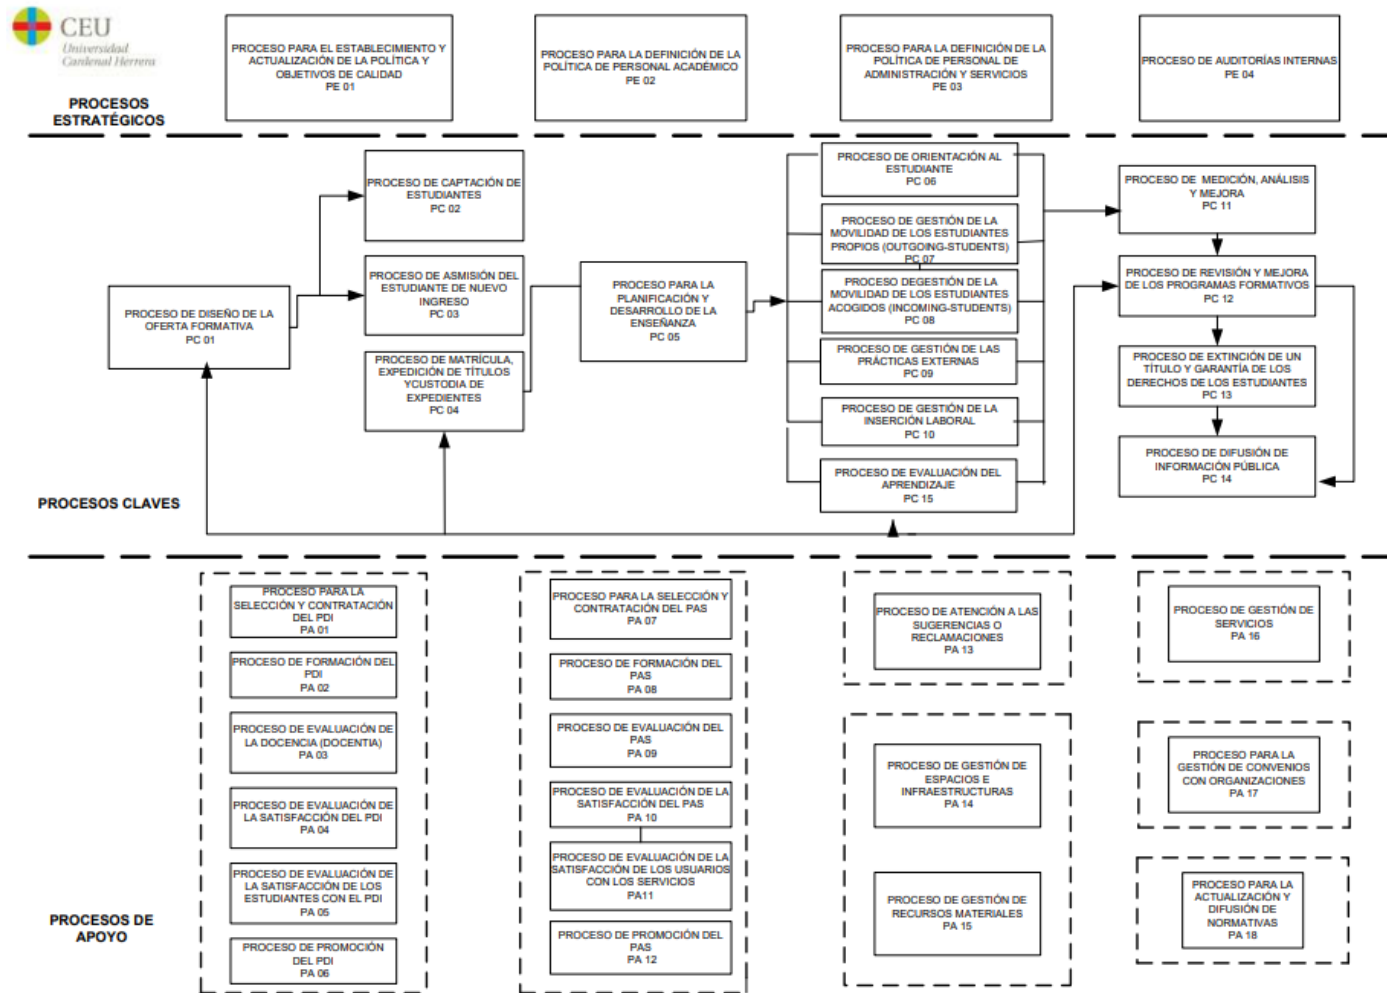 CEU
Universidad
Cardenal Herrera
PROCESOS
ESTRATÉGICOS
PROCESO PARA EL ESTABLECIMIENTO Y
ACTUALIZACIÓN DE LA POLÍTICA Y
OBJETIVOS DE CALIDAD
PE 01
PROCESO PARA LA DEFINICIÓN DE LA
POLÍTICA DE PERSONAL ACADÉMICO
PE 02
PROCESO PARA LA DEFINICIÓN DE LA
POLÍTICA DE PERSONAL DE
ADMINISTRACIÓN Y SERVICIOS
PE 03
PROCESO DE AUDITORÍAS INTERNAS
PE 04
PROCESO DE DISEÑO DE LA
OFERTA FORMATIVA
PC 01
PROCESO DE CAPTACIÓN DE
ESTUDIANTES
PC 02
PROCESO DE ASMISIÓN DEL
ESTUDIANTE DE NUEVO
INGRESO
PC 03
PROCESO DE MATRÍCULA,
EXPEDICIÓN DE TÍTULOS
YCUSTODIA DE
EXPEDIENTES
PC 04
PROCESO PARA LA
PLANIFICACIÓN Y
DESARROLLO DE LA
ENSEÑANZA
PC 05
PROCESO DE ORIENTACIÓN AL
ESTUDIANTE
PC 06
PROCESO DE GESTIÓN DE LA
MOVILIDAD DE LOS ESTUDIANTES
PROPIOS (OUTGOING-STUDENTS)
PC 07
PROCESO DEGESTIÓN DE LA
MOVILIDAD DE LOS ESTUDIANTES
ACOGIDOS (INCOMING-STUDENTS)
PC 08
PROCESO DE GESTIÓN DE LAS
PRÁCTICAS EXTERNAS
PC 09
PROCESO DE GESTIÓN DE LA
INSERCIÓN LABORAL
PC 10
PROCESO DE EVALUACIÓN DEL
APRENDIZAJE
PC 15
PROCESO DE MEDICIÓN, ANÁLISIS
Y MEJORA
PC 11
PROCESO DE REVISIÓN Y MEJORA
DE LOS PROGRAMAS FORMATIVOS
PC 12
PROCESO DE EXTINCIÓN DE UN
TÍTULO Y GARANTÍA DE LOS
DERECHOS DE LOS ESTUDIANTES
PC 13
PROCESO DE DIFUSIÓN DE
INFORMACIÓN PÚBLICA
PC 14
PROCESOS CLAVES
PROCESO PARA LA
SELECCIÓN Y CONTRATACIÓN
DEL PDI
PA 01
PROCESO DE FORMACIÓN DEL
PDI
PA 02
PROCESO DE EVALUACIÓN DE
LA DOCENCIA (DOCENTIA)
PA 03
PROCESO DE EVALUACIÓN DE
LA SATISFACCIÓN DEL PDI
PA 04
PROCESO DE EVALUACIÓN DE
LA SATISFACCIÓN DE LOS
ESTUDIANTES CON EL PDI
PA 05
PROCESO DE PROMOCIÓN
DEL PDI
PA 06
PROCESO PARA LA SELECCIÓN Y
CONTRATACIÓN DEL PAS
PA 07
PROCESO DE FORMACIÓN DEL
PAS
PA 08
PROCESO DE EVALUACIÓN DEL
PAS
PA 09
PROCESO DE EVALUACIÓN DE LA
SATISFACCIÓN DEL PAS
PA 10
PROCESO DE EVALUACIÓN DE LA
SATISFACCIÓN DE LOS USUARIOS
CON LOS SERVICIOS
PA11
PROCESO DE PROMOCIÓN DEL
PAS
PA 12
PROCESO DE ATENCIÓN A LAS
SUGERENCIAS O
RECLAMACIONES
PA 13
PROCESO DE GESTIÓN DE
ESPACIOS E
INFRAESTRUCTURAS
PA 14
PROCESO DE GESTIÓN DE
RECURSOS MATERIALES
PA 15
PROCESO DE GESTIÓN DE
SERVICIOS
PA 16
PROCESO PARA LA
GESTIÓN DE CONVENIOS
CON ORGANIZACIONES
PA 17
PROCESO PARA LA
ACTUALIZACIÓN Y
DIFUSIÓN DE
NORMATIVAS
PA 18
PROCESOS DE
APOYO